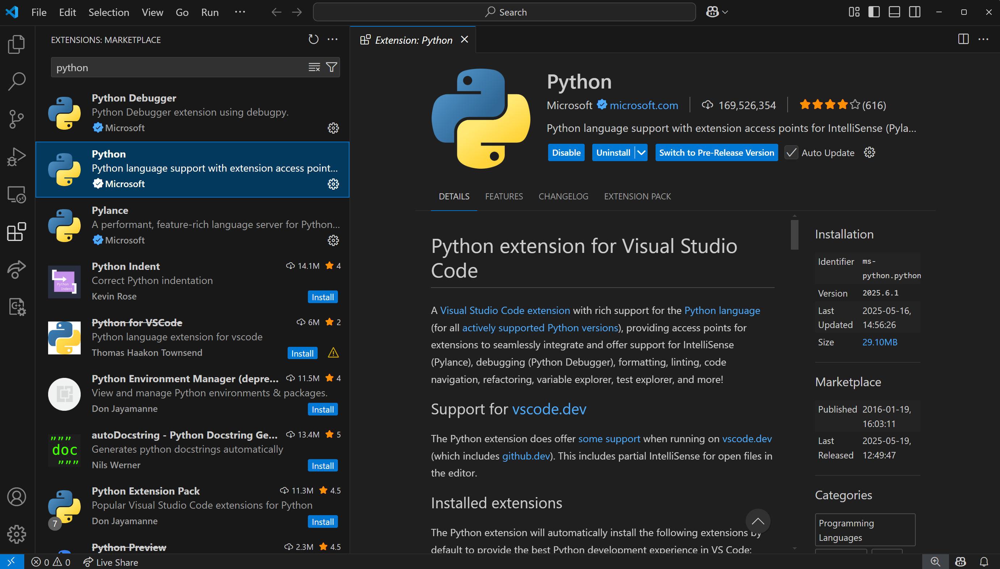 File Edit Selection View Go Run ···
Search
EXTENSIONS: MARKETPLACE
python
Python Debugger
Python Debugger extension using debugpy.
Microsoft
Python
Python language support with extension access point...
Microsoft
Pylance
A performant, feature-rich language server for Python...
Microsoft
Python Indent 14.1M 4
Correct Python indentation
Kevin Rose Install
Python for VSCode 6M 2
Python language extension for vscode
Thomas Haakon Townsend Install
Python Environment Manager (depre... 11.5M 4
View and manage Python environments & packages.
Don Jayamanne Install
autoDocstring - Python Docstring Ge... 13.4M 5
Generates python docstrings automatically
Nils Werner Install
Python Extension Pack 11.3M 4.5
Popular Visual Studio Code extensions for Python
Don Jayamanne Install
7
Python Preview 2.3M 4.5
Python
Indent
"""
doc
"""
Extension: Python
Python
Microsoft microsoft.com 169,526,354 (616)
Python language support with extension access points for IntelliSense (Pyla...
Disable Uninstall Switch to Pre-Release Version Auto Update
DETAILS FEATURES CHANGELOG EXTENSION PACK
Python extension for Visual Studio
Code
A Visual Studio Code extension with rich support for the Python language
(for all actively supported Python versions), providing access points for
extensions to seamlessly integrate and offer support for IntelliSense
(Pylance), debugging (Python Debugger), formatting, linting, code
navigation, refactoring, variable explorer, test explorer, and more!
Support for vscode.dev
The Python extension does offer some support when running on vscode.dev
(which includes github.dev). This includes partial IntelliSense for open files in
the editor.
Installed extensions
The Python extension will automatically install the following extensions by
default to provide the best Python development experience in VS Code:
Installation
Identifier ms-
python.python
Version 2025.6.1
Last 2025-05-16,
Updated 14:56:26
Size 29.10MB
Marketplace
Published 2016-01-19,
16:03:11
Last 2025-05-19,
Released 12:49:47
Categories
Programming
Languages
0 0 Live Share